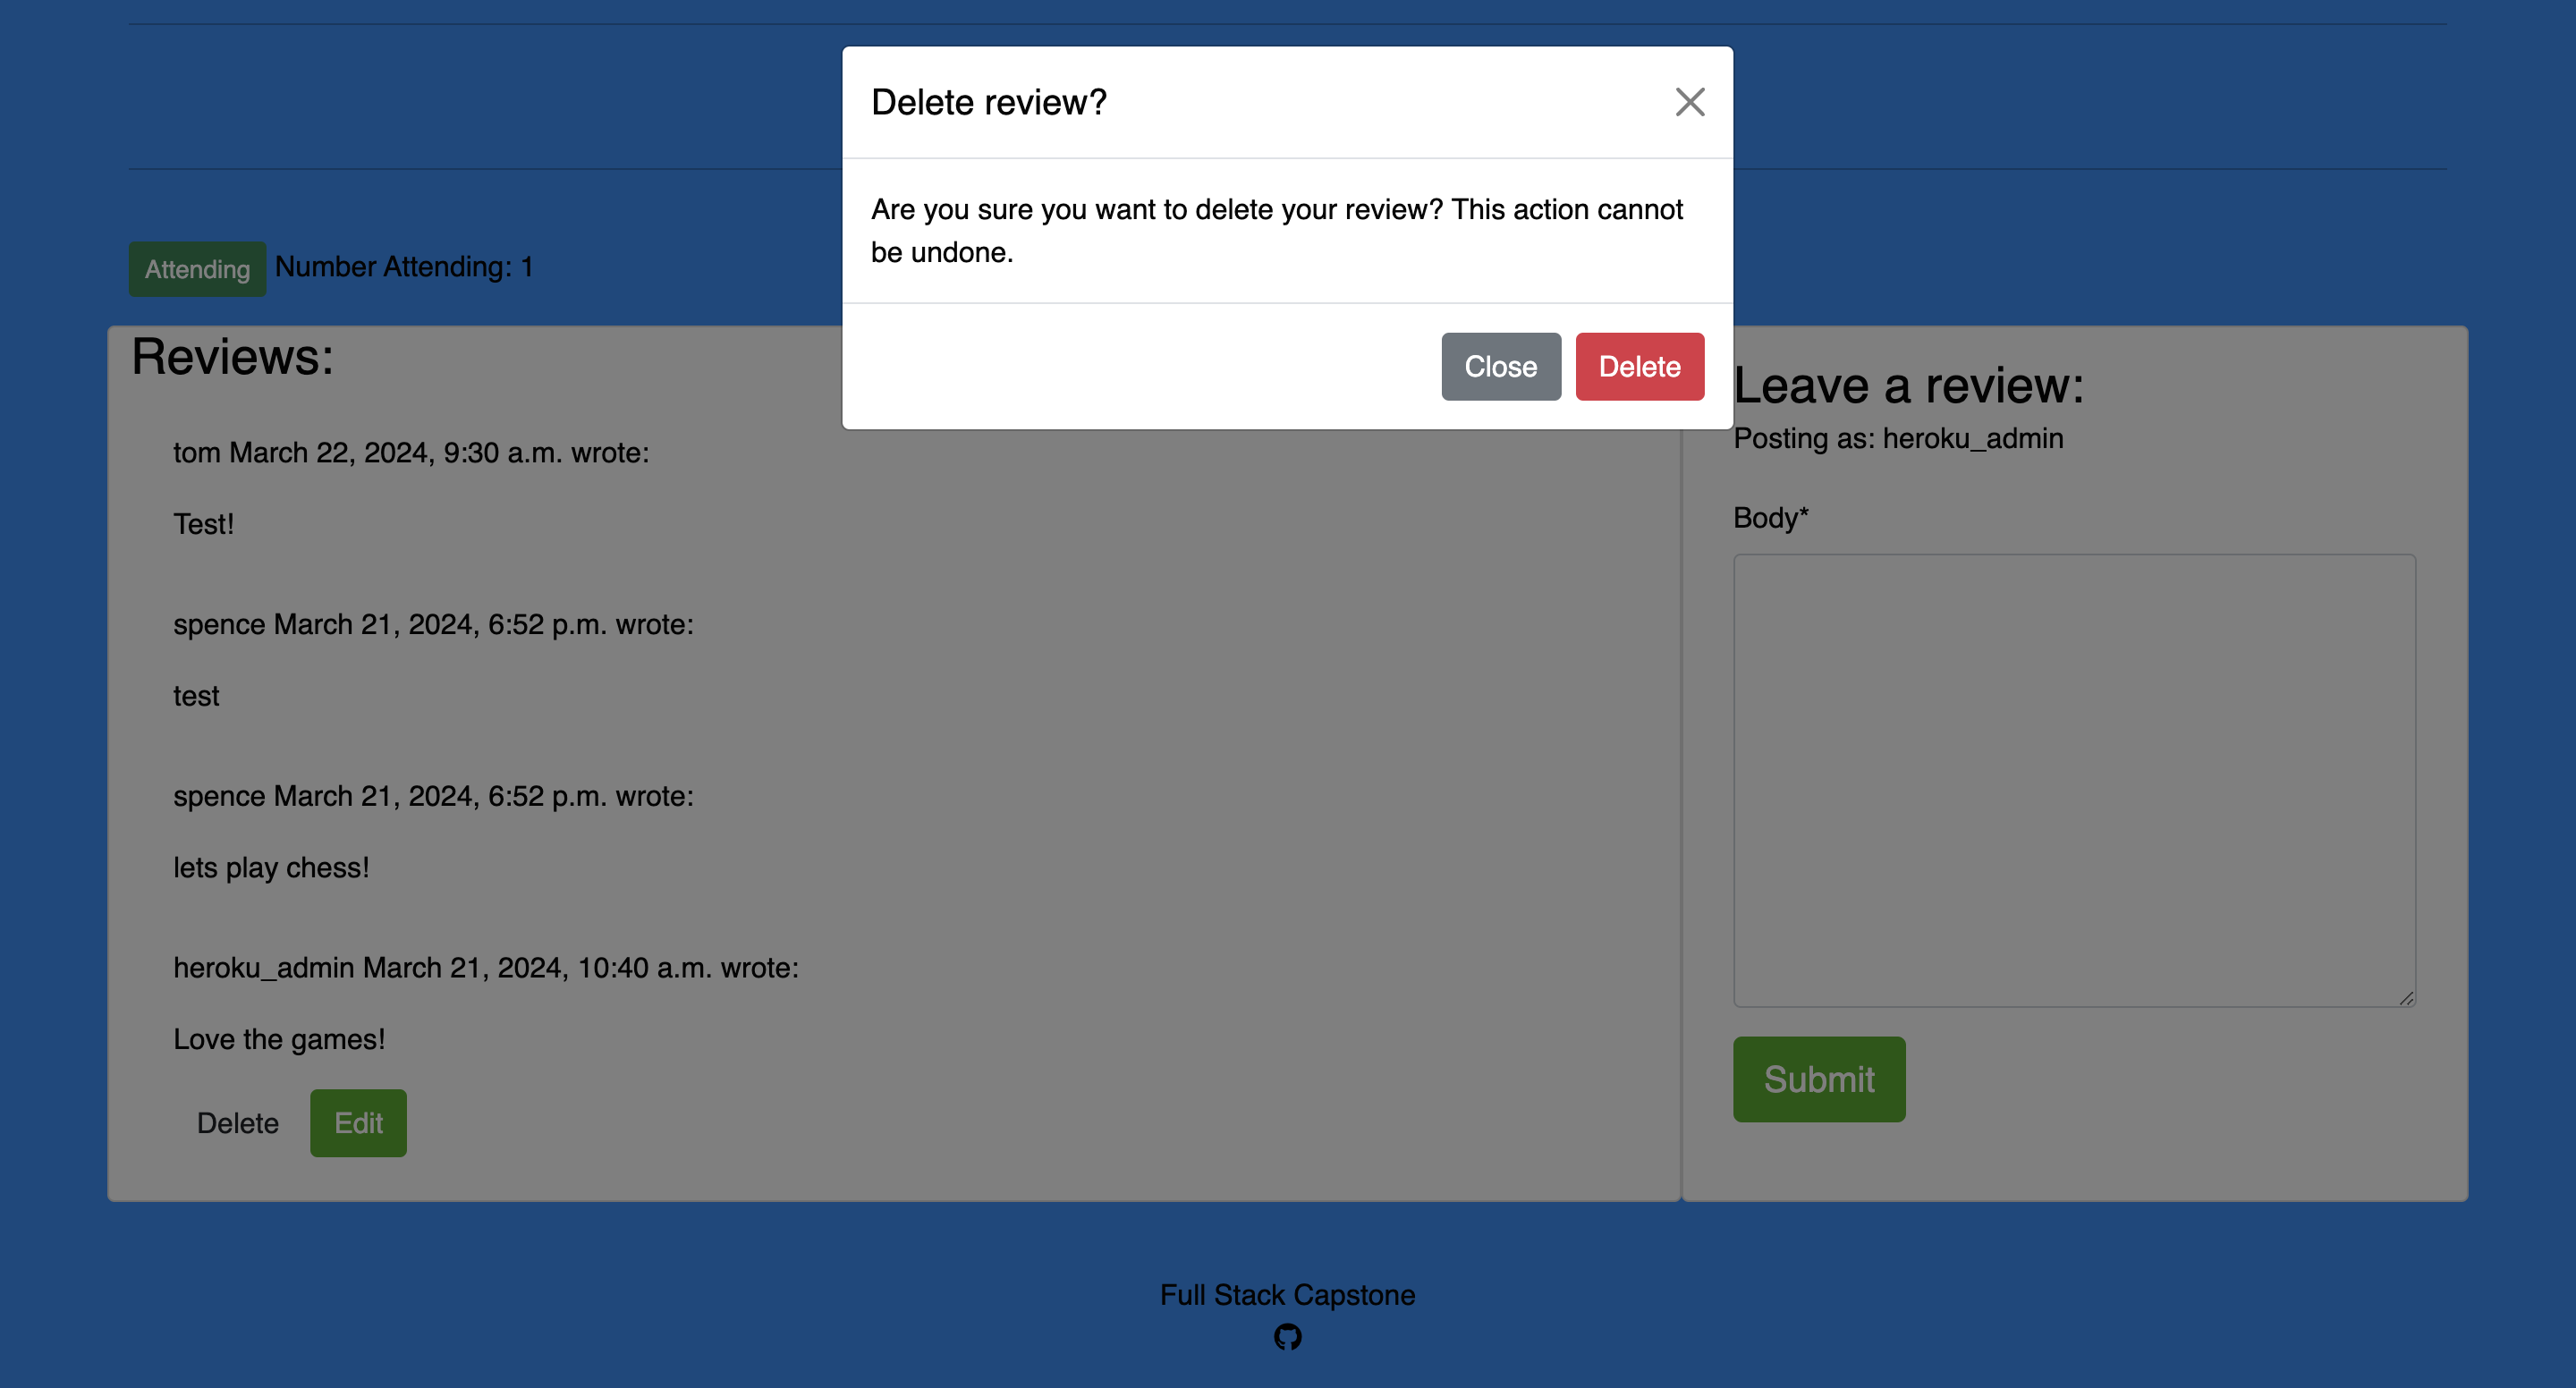 Delete review?
Are you sure you want to delete your review? This action cannot
be undone.
Close Delete
Attending Number Attending: 1
Reviews:
tom March 22, 2024, 9:30 a.m. wrote:
Test!
spence March 21, 2024, 6:52 p.m. wrote:
test
spence March 21, 2024, 6:52 p.m. wrote:
lets play chess!
heroku_admin March 21, 2024, 10:40 a.m. wrote:
Love the games!
Delete Edit
Leave a review:
Posting as: heroku_admin
Body*
Submit
Full Stack Capstone